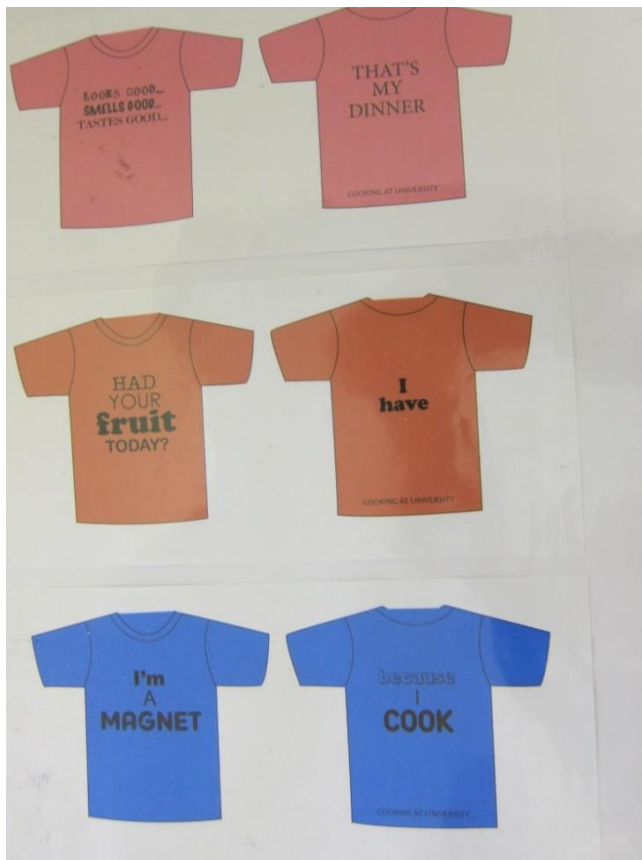 LOOKS GOOD...
SMELLS GOOD...
TASTES GOOD...
THAT'S
MY
DINNER
COOKING AT UNIVERSITY
HAD
YOUR
fruit
TODAY?
I
have
COOKING AT UNIVERSITY
I'm
A
MAGNET
because
I
COOK
COOKING AT UNIVERSITY